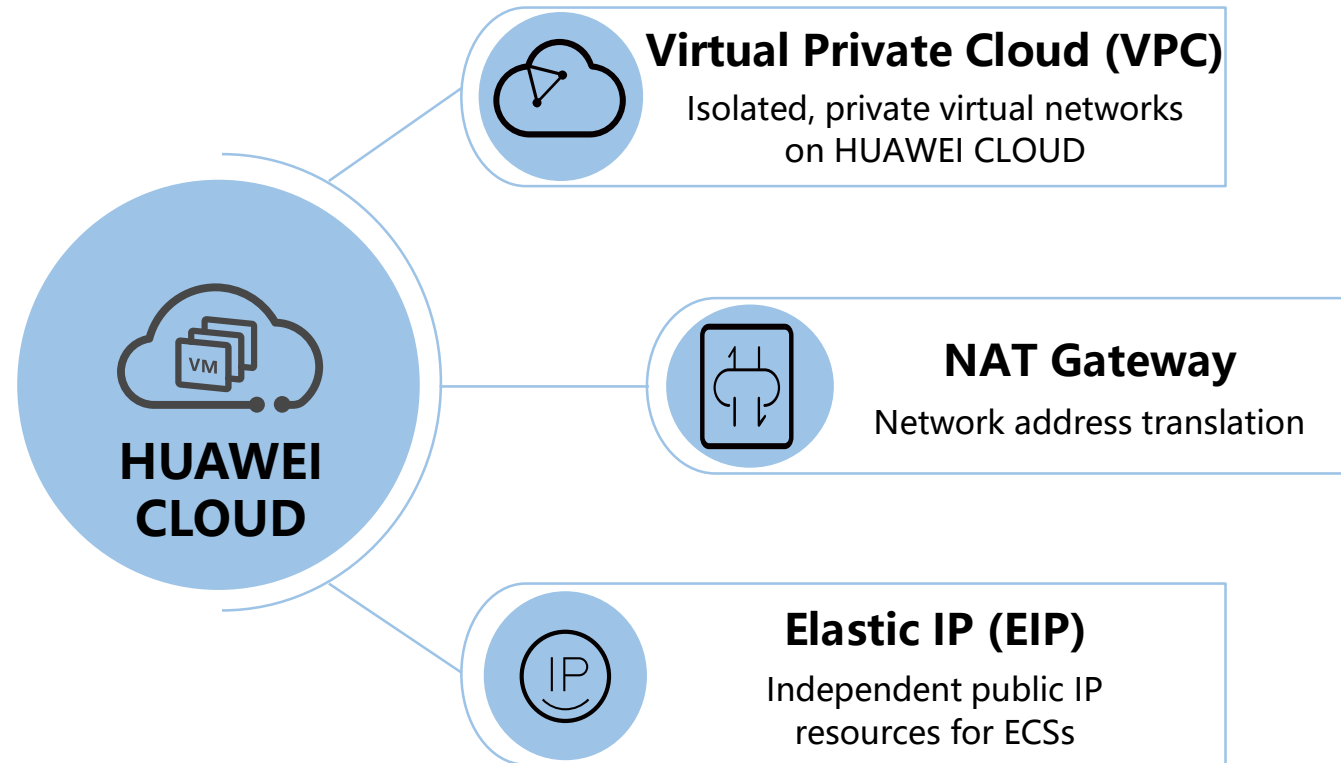 Virtual Private Cloud (VPC)
Isolated, private virtual networks
on HUAWEI CLOUD
VM
HUAWEI
CLOUD
NAT Gateway
Network address translation
IP
Elastic IP (EIP)
Independent public IP
resources for ECSs